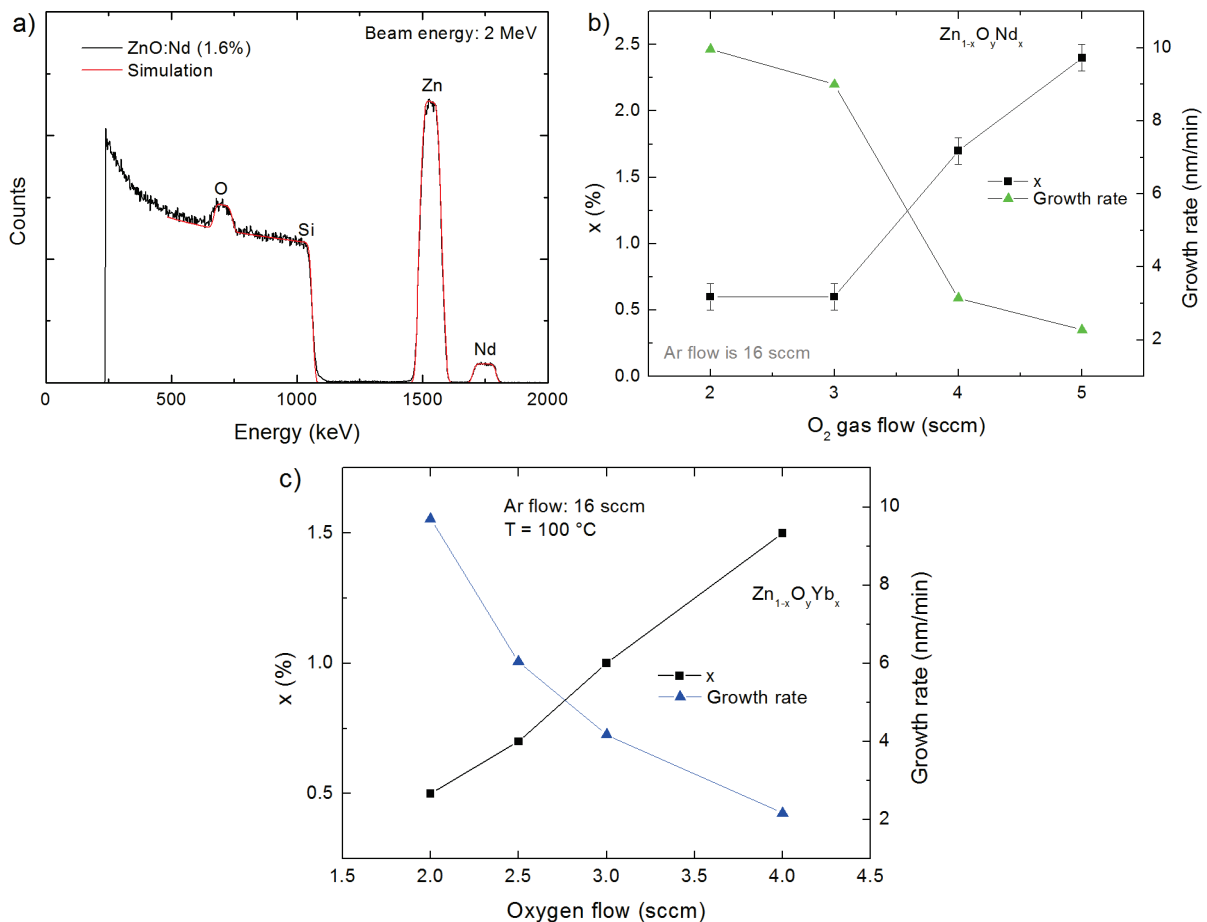 a)
ZnO:Nd (1.6%)
Simulation
Beam energy: 2 MeV
Zn
O
Si
Nd
Counts
0
500
1000
1500
2000
Energy (keV)
b)
Zn1-xOyNdx
2.5
2.0
1.5
1.0
0.5
0.0
x (%)
10
8
6
4
2
Growth rate (nm/min)
x
Growth rate
Ar flow is 16 sccm
2
3
4
5
O2 gas flow (sccm)
c)
Ar flow: 16 sccm
T = 100 °C
Zn1-xOyYbx
1.5
1.0
0.5
x (%)
10
8
6
4
2
Growth rate (nm/min)
x
Growth rate
1.5
2.0
2.5
3.0
3.5
4.0
4.5
Oxygen flow (sccm)